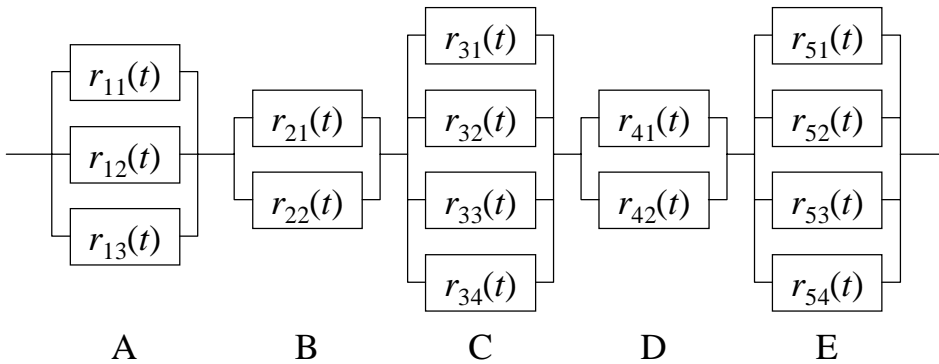 r₁₁(t)
r₁₂(t)
r₁₃(t)
r₂₁(t)
r₂₂(t)
r₃₁(t)
r₃₂(t)
r₃₃(t)
r₃₄(t)
r₄₁(t)
r₄₂(t)
r₅₁(t)
r₅₂(t)
r₅₃(t)
r₅₄(t)
A B C D E